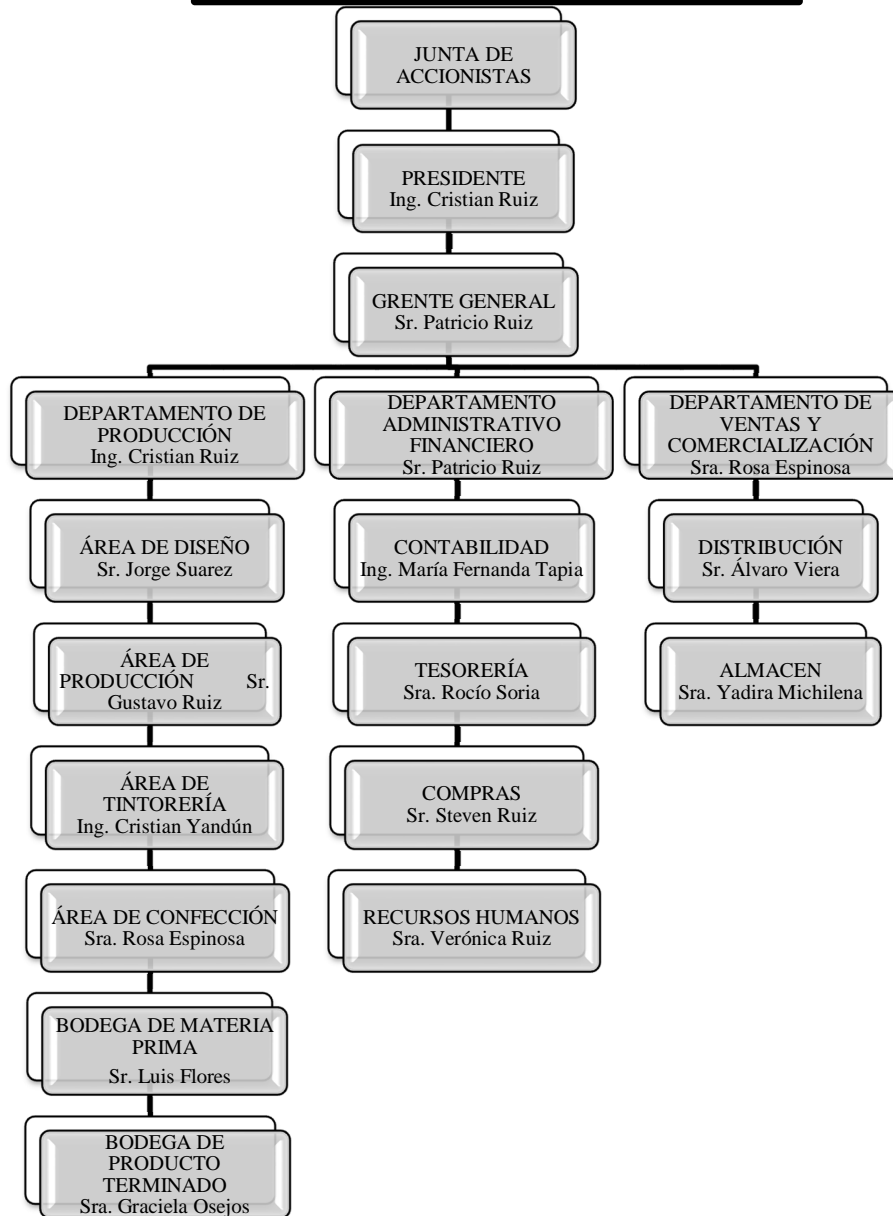 JUNTA DE
ACCIONISTAS
PRESIDENTE
Ing. Cristian Ruiz
GRENTE GENERAL
Sr. Patricio Ruiz
DEPARTAMENTO DE
PRODUCCIÓN
Ing. Cristian Ruiz
ÁREA DE DISEÑO
Sr. Jorge Suarez
ÁREA DE
PRODUCCIÓN Sr.
Gustavo Ruiz
ÁREA DE
TINTORERÍA
Ing. Cristian Yandún
ÁREA DE CONFECCIÓN
Sra. Rosa Espinosa
BODEGA DE MATERIA
PRIMA
Sr. Luis Flores
BODEGA DE
PRODUCTO
TERMINADO
Sra. Graciela Osejos
DEPARTAMENTO
ADMINISTRATIVO
FINANCIERO
Sr. Patricio Ruiz
CONTABILIDAD
Ing. María Fernanda Tapia
TESORERÍA
Sra. Rocío Soria
COMPRAS
Sr. Steven Ruiz
RECURSOS HUMANOS
Sra. Verónica Ruiz
DEPARTAMENTO DE
VENTAS Y
COMERCIALIZACIÓN
Sra. Rosa Espinosa
DISTRIBUCIÓN
Sr. Álvaro Viera
ALMACEN
Sra. Yadira Michilena